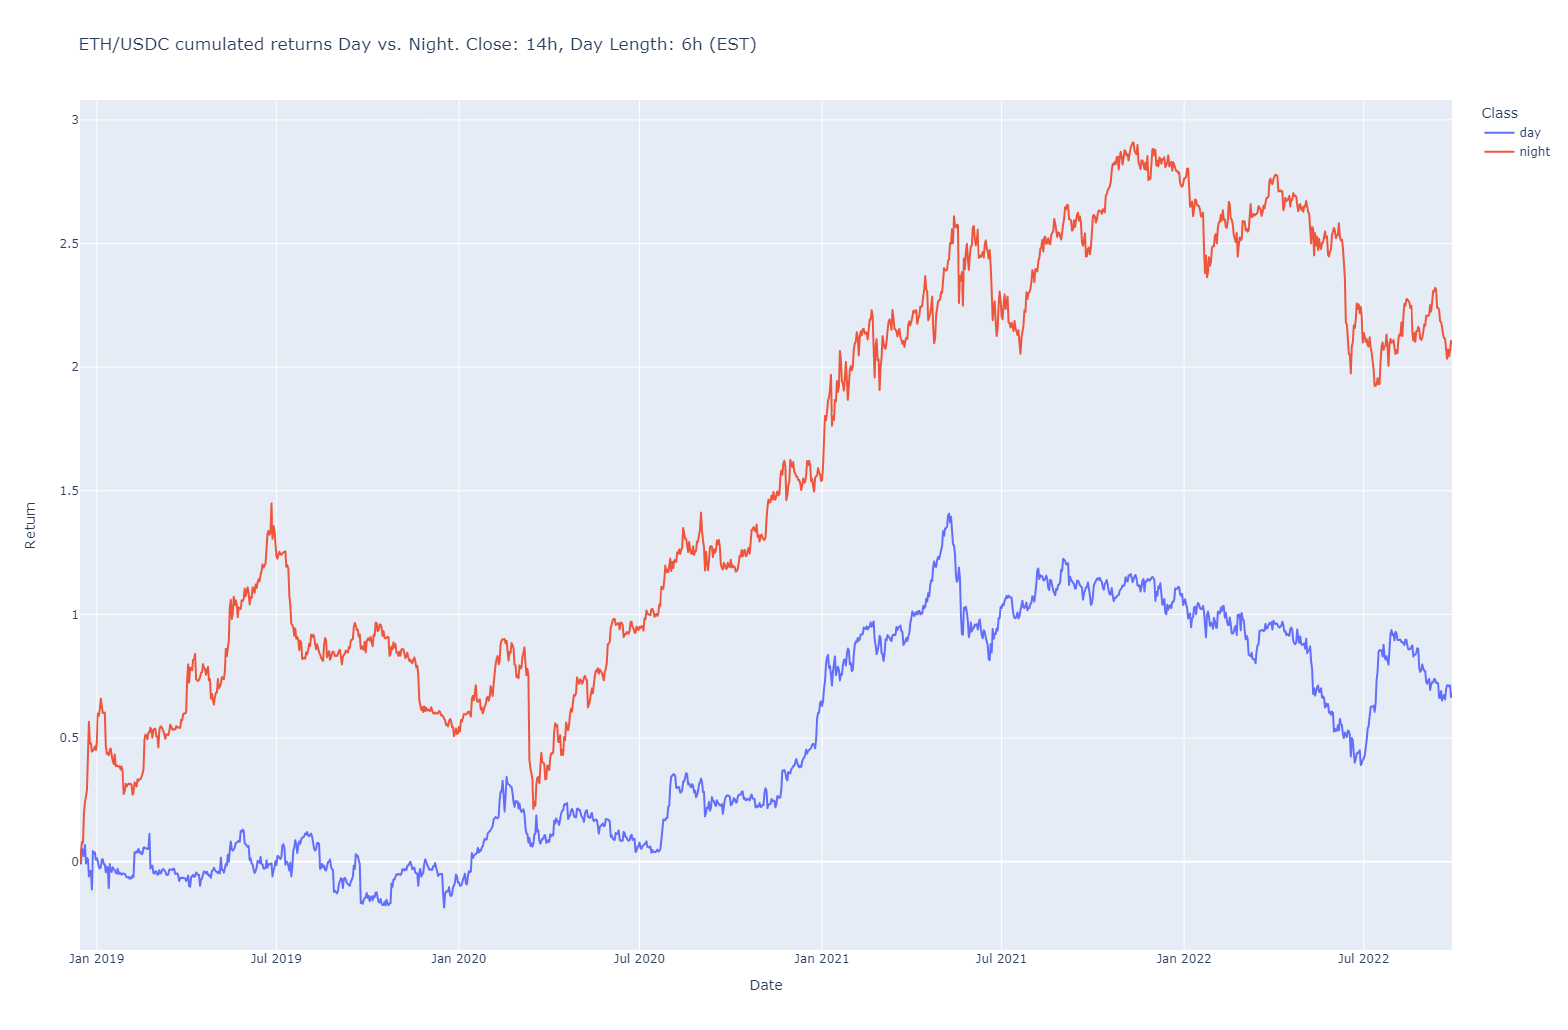 ETH/USDC cumulated returns Day vs. Night. Close: 14h, Day Length: 6h (EST)
Class
day
night
Return
3
2.5
2
1.5
1
0.5
0
Jan 2019
Jul 2019
Jan 2020
Jul 2020
Jan 2021
Jul 2021
Jan 2022
Jul 2022
Date